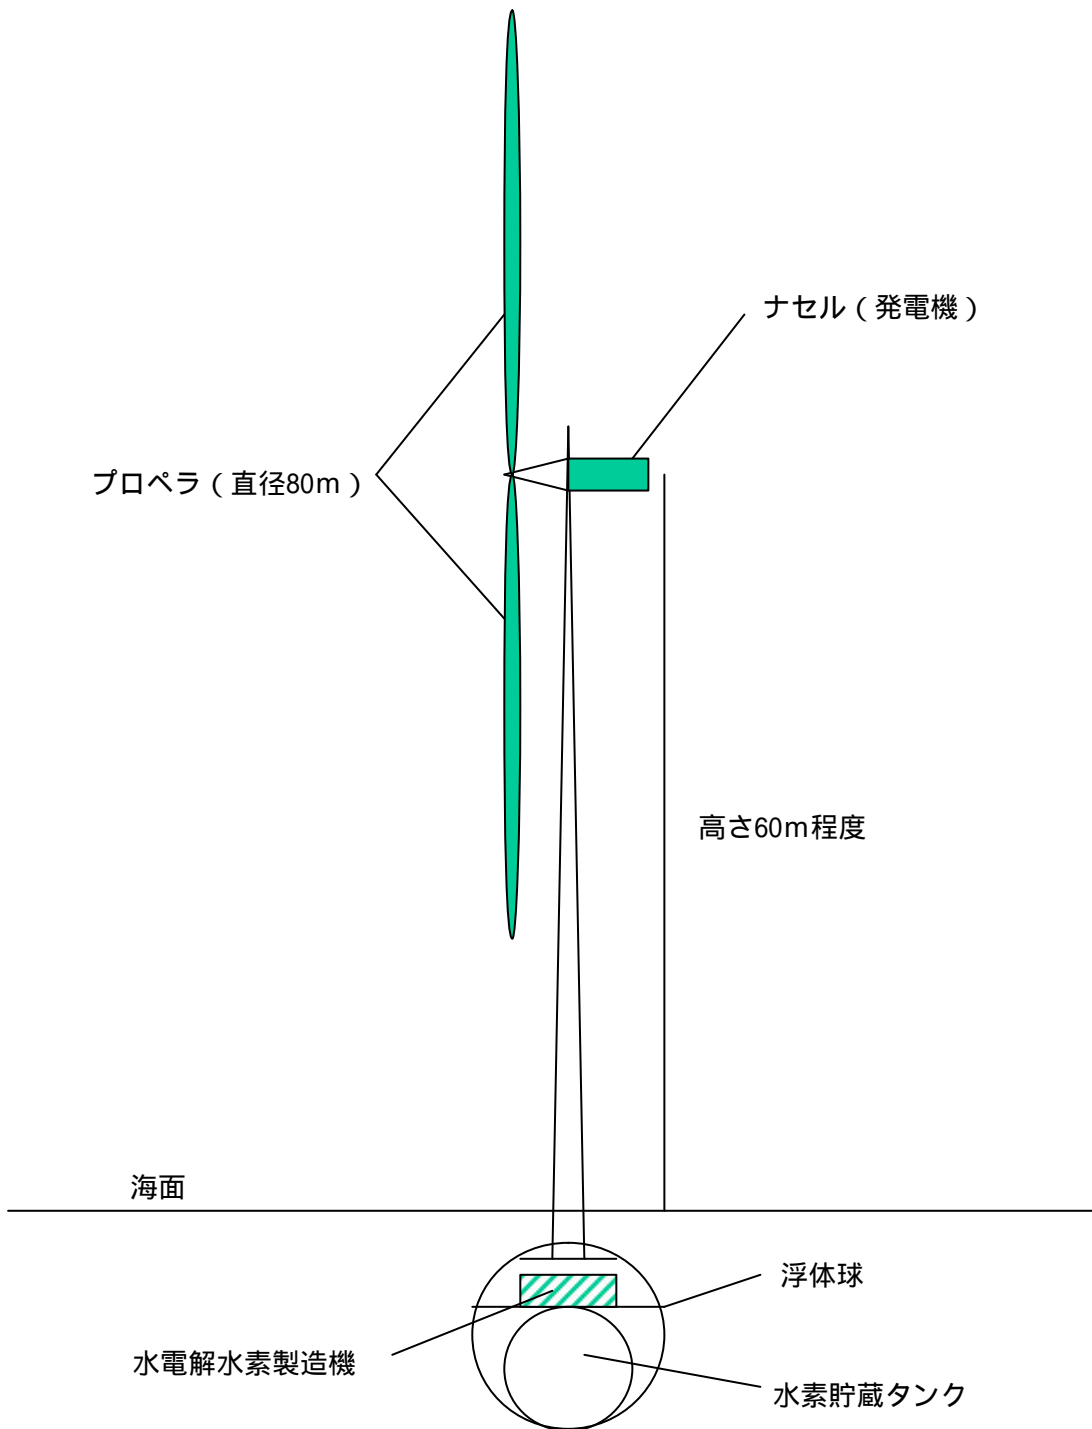 ナセル（発電機）
プロペラ（直径80m）
高さ60m程度
海面
浮体球
水電解水素製造機
水素貯蔵タンク